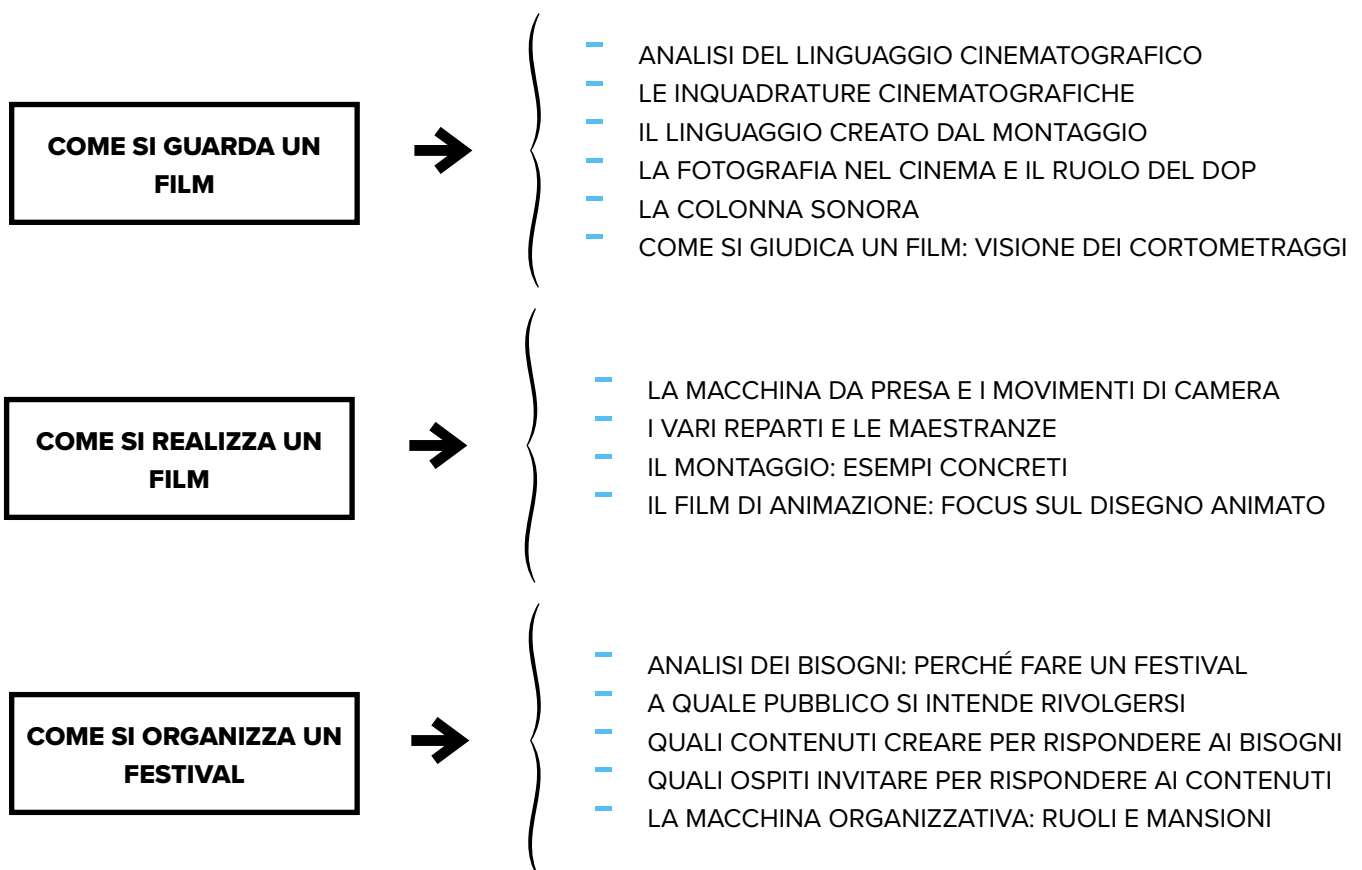 COME SI GUARDA UN
FILM
- ANALISI DEL LINGUAGGIO CINEMATOGRAFICO
- LE INQUADRATURE CINEMATOGRAFICHE
- IL LINGUAGGIO CREATO DAL MONTAGGIO
- LA FOTOGRAFIA NEL CINEMA E IL RUOLO DEL DOP
- LA COLONNA SONORA
- COME SI GIUDICA UN FILM: VISIONE DEI CORTOMETRAGGI
COME SI REALIZZA UN
FILM
- LA MACCHINA DA PRESA E I MOVIMENTI DI CAMERA
- I VARI REPARTI E LE MAESTRANZE
- IL MONTAGGIO: ESEMPI CONCRETI
- IL FILM DI ANIMAZIONE: FOCUS SUL DISEGNO ANIMATO
COME SI ORGANIZZA UN
FESTIVAL
- ANALISI DEI BISOGNI: PERCHÉ FARE UN FESTIVAL
- A QUALE PUBBLICO SI INTENDE RIVOLGERSI
- QUALI CONTENUTI CREARE PER RISPONDERE AI BISOGNI
- QUALI OSPITI INVITARE PER RISPONDERE AI CONTENUTI
- LA MACCHINA ORGANIZZATIVA: RUOLI E MANSIONI